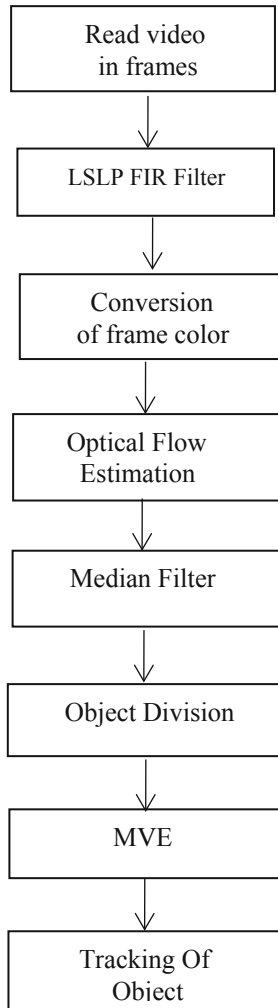 Read video
in frames
LSLP FIR Filter
Conversion
of frame color
Optical Flow
Estimation
Median Filter
Object Division
MVE
Tracking Of
Object